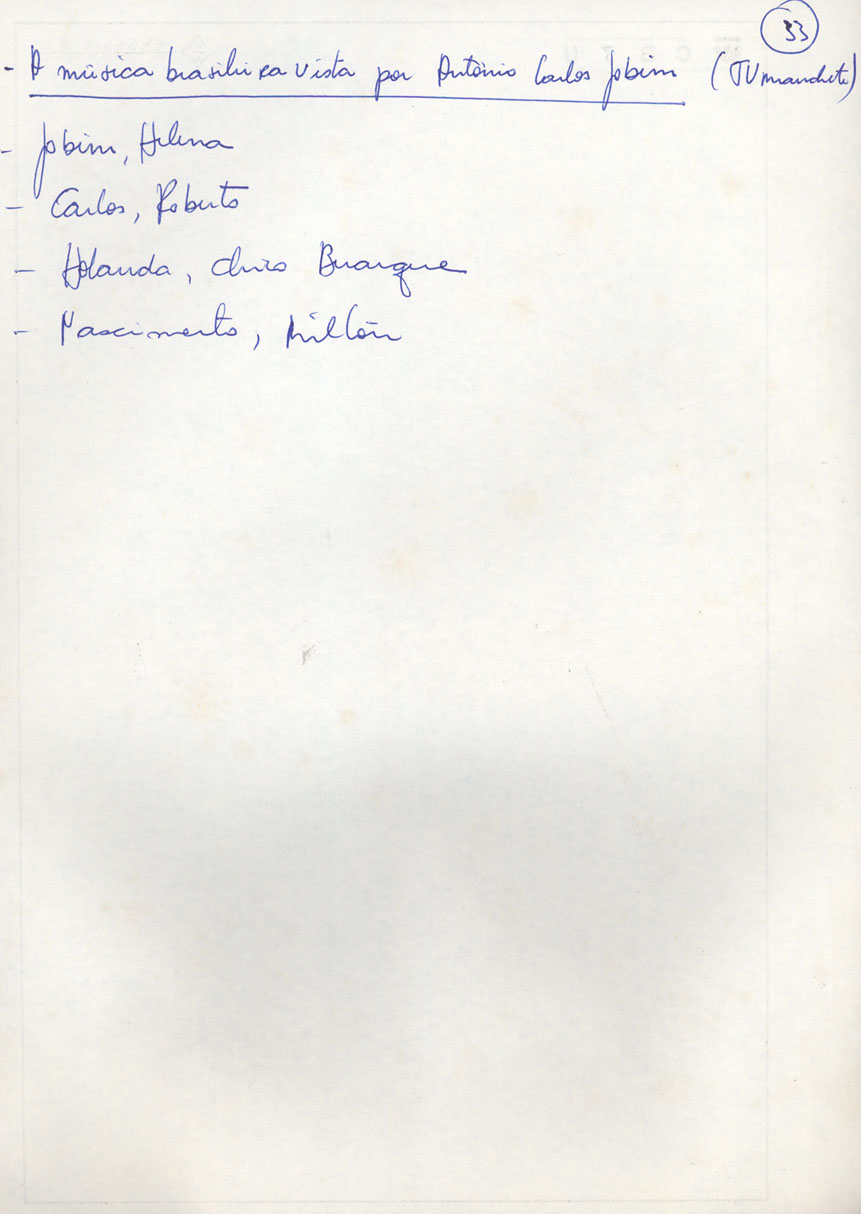 33
- A música brasileira vista por Antônio Carlos Jobim (TV manchete)
- Jobim, Helena
- Carlos, Roberto
- Holanda, Chico Buarque
- Nascimento, Milton